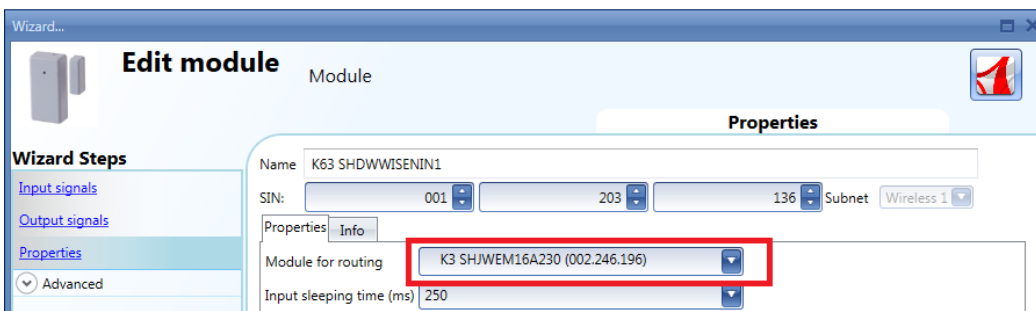 Wizard...
Edit module
Module
Properties
Wizard Steps
Input signals
Output signals
Properties
Advanced
Name K63 SHDWWISENIN1
SIN: 001 203 136 Subnet Wireless 1
Properties Info
Module for routing K3 SHJWEM16A230 (002.246.196)
Input sleeping time (ms) 250